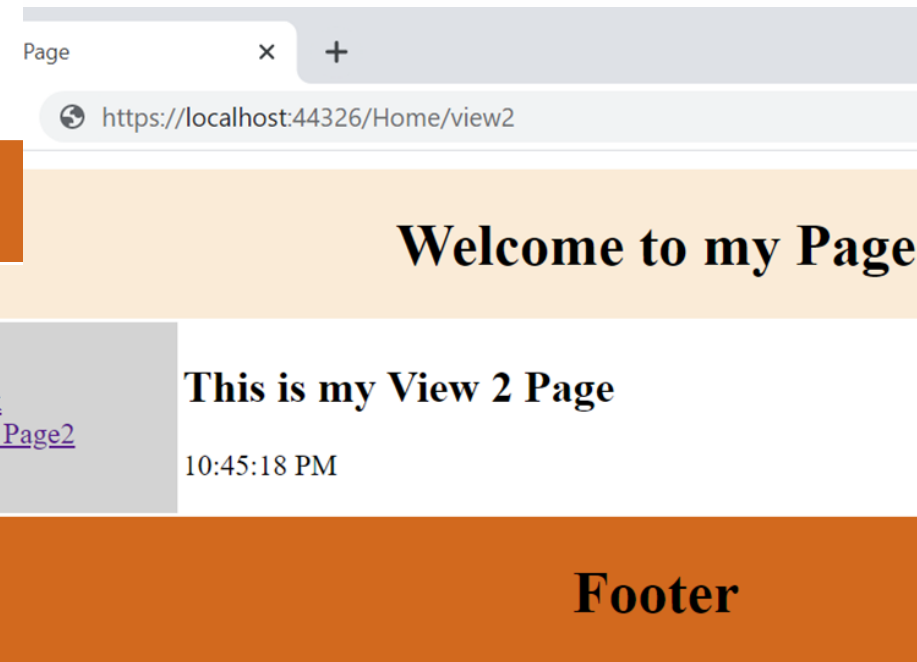 Page
https://localhost:44326/Home/view2
Welcome to my Page
This is my View 2 Page
Page2
10:45:18 PM
Footer